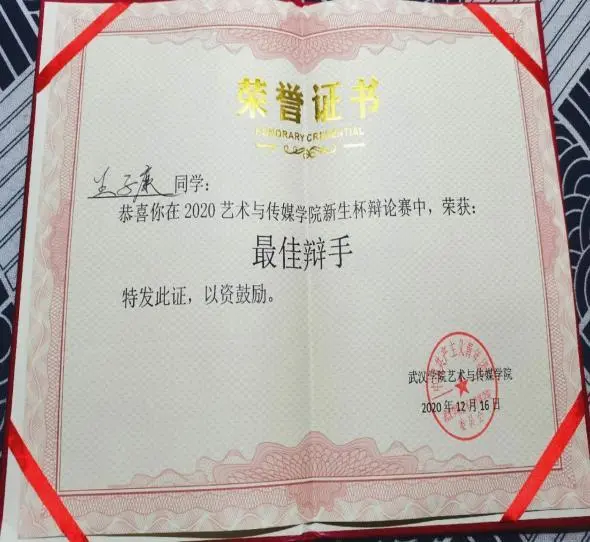 荣誉证书
HONORARY CREDENTIAL
同学:
恭喜你在2020艺术与传媒学院新生杯辩论赛中，荣获:
最佳辩手
特发此证，以资鼓励。
武汉学院艺术与传媒学院
2020年12月16日